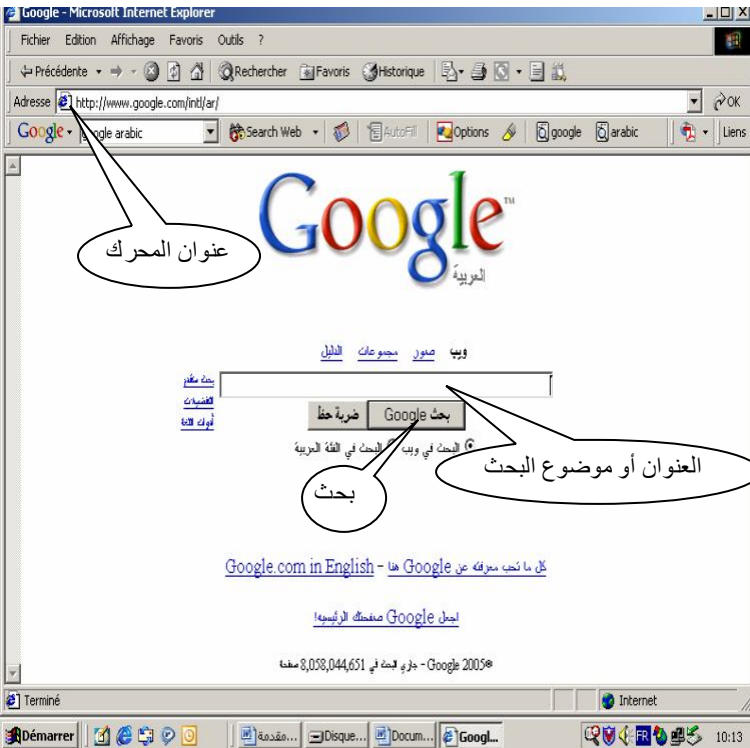 Google - Microsoft Internet Explorer
Fichier Edition Affichage Favoris Outils ?
Précédente Rechercher Favoris Historique
Adresse http://www.google.com/intl/ar/ OK
Google google arabic Search Web AutoFill Options google arabic Liens
Google™
العربية
عنوان المحرك
ويب صور مجموعات الدليل
بحث متقدم
التفضيلات
أدوات اللغة
بحث Google ضربة حظ
البحث في ويب البحث في اللغة العربية
العنوان أو موضوع البحث
بحث
كل ما تحب معرفته عن Google هنا - Google.com in English
اجعل Google صفحتك الرئيسية!
©2005 Google - جاري البحث في 8,058,044,651 صفحة
Terminé Internet
Démarrer مقدمة... Disque... Docum... Googl... FR 10:13